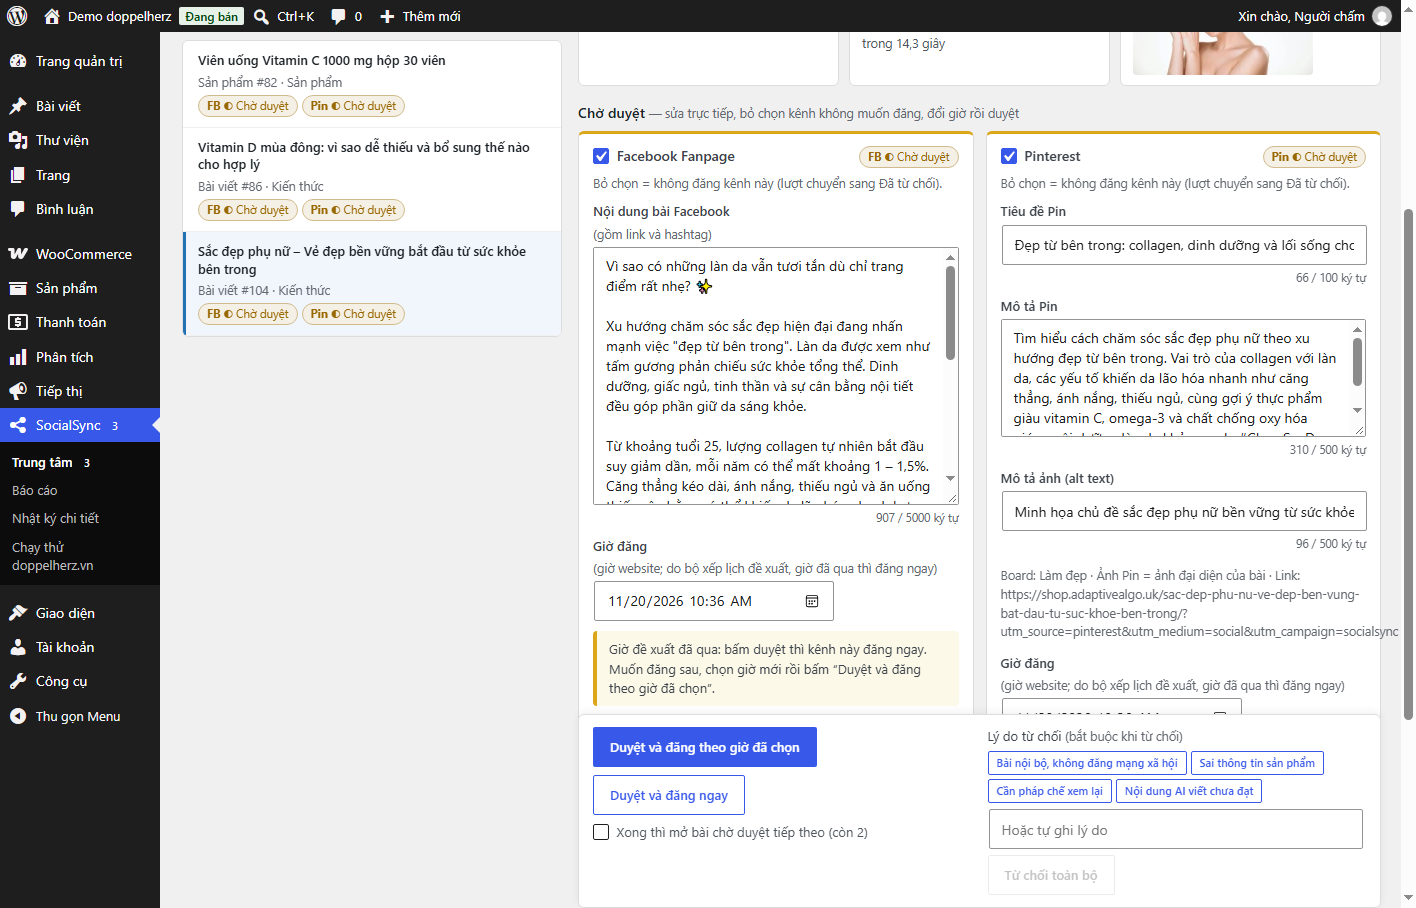 Demo doppelherz
Đang bán
Ctrl+K
0
Thêm mới
Xin chào, Người chấm
Trang quản trị
Bài viết
Thư viện
Trang
Bình luận
WooCommerce
Sản phẩm
Thanh toán
Phân tích
Tiếp thị
SocialSync 3
Trung tâm 3
Báo cáo
Nhật ký chi tiết
Chạy thử
doppelherz.vn
Giao diện
Tài khoản
Công cụ
Thu gọn Menu
Viên uống Vitamin C 1000 mg hộp 30 viên
Sản phẩm #82 · Sản phẩm
FB Chờ duyệt
Pin Chờ duyệt
Vitamin D mùa đông: vì sao dễ thiếu và bổ sung thế nào
cho hợp lý
Bài viết #86 · Kiến thức
FB Chờ duyệt
Pin Chờ duyệt
Sắc đẹp phụ nữ – Vẻ đẹp bền vững bắt đầu từ sức khỏe
bên trong
Bài viết #104 · Kiến thức
FB Chờ duyệt
Pin Chờ duyệt
trong 14,3 giây
Chờ duyệt — sửa trực tiếp, bỏ chọn kênh không muốn đăng, đổi giờ rồi duyệt
Facebook Fanpage
FB Chờ duyệt
Bỏ chọn = không đăng kênh này (lượt chuyển sang Đã từ chối).
Nội dung bài Facebook
(gồm link và hashtag)
Vì sao có những làn da vẫn tươi tắn dù chỉ trang
điểm rất nhẹ? ✨
Xu hướng chăm sóc sắc đẹp hiện đại đang nhấn
mạnh việc "đẹp từ bên trong". Làn da được xem như
tấm gương phản chiếu sức khỏe tổng thể. Dinh
dưỡng, giấc ngủ, tinh thần và sự cân bằng nội tiết
đều góp phần giữ da sáng khỏe.
Từ khoảng tuổi 25, lượng collagen tự nhiên bắt đầu
suy giảm dần, mỗi năm có thể mất khoảng 1 – 1,5%.
Căng thẳng kéo dài, ánh nắng, thiếu ngủ và ăn uống
907 / 5000 ký tự
Giờ đăng
(giờ website; do bộ xếp lịch đề xuất, giờ đã qua thì đăng ngay)
11/20/2026 10:36 AM
Giờ đề xuất đã qua: bấm duyệt thì kênh này đăng ngay.
Muốn đăng sau, chọn giờ mới rồi bấm “Duyệt và đăng
theo giờ đã chọn”.
Pinterest
Pin Chờ duyệt
Bỏ chọn = không đăng kênh này (lượt chuyển sang Đã từ chối).
Tiêu đề Pin
Đẹp từ bên trong: collagen, dinh dưỡng và lối sống chc
66 / 100 ký tự
Mô tả Pin
Tìm hiểu cách chăm sóc sắc đẹp phụ nữ theo xu
hướng đẹp từ bên trong. Vai trò của collagen với làn
da, các yếu tố khiến da lão hóa nhanh như căng
thẳng, ánh nắng, thiếu ngủ, cùng gợi ý thực phẩm
giàu vitamin C, omega-3 và chất chống oxy hóa
310 / 500 ký tự
Mô tả ảnh (alt text)
Minh họa chủ đề sắc đẹp phụ nữ bền vững từ sức khỏe
96 / 500 ký tự
Board: Làm đẹp · Ảnh Pin = ảnh đại diện của bài · Link:
https://shop.adaptivealgo.uk/sac-dep-phu-nu-ve-dep-ben-vung-
bat-dau-tu-suc-khoe-ben-trong/?
utm_source=pinterest&utm_medium=social&utm_campaign=socialsync
Giờ đăng
(giờ website; do bộ xếp lịch đề xuất, giờ đã qua thì đăng ngay)
Duyệt và đăng theo giờ đã chọn
Duyệt và đăng ngay
Xong thì mở bài chờ duyệt tiếp theo (còn 2)
Lý do từ chối (bắt buộc khi từ chối)
Bài nội bộ, không đăng mạng xã hội
Sai thông tin sản phẩm
Cần pháp chế xem lại
Nội dung AI viết chưa đạt
Hoặc tự ghi lý do
Từ chối toàn bộ